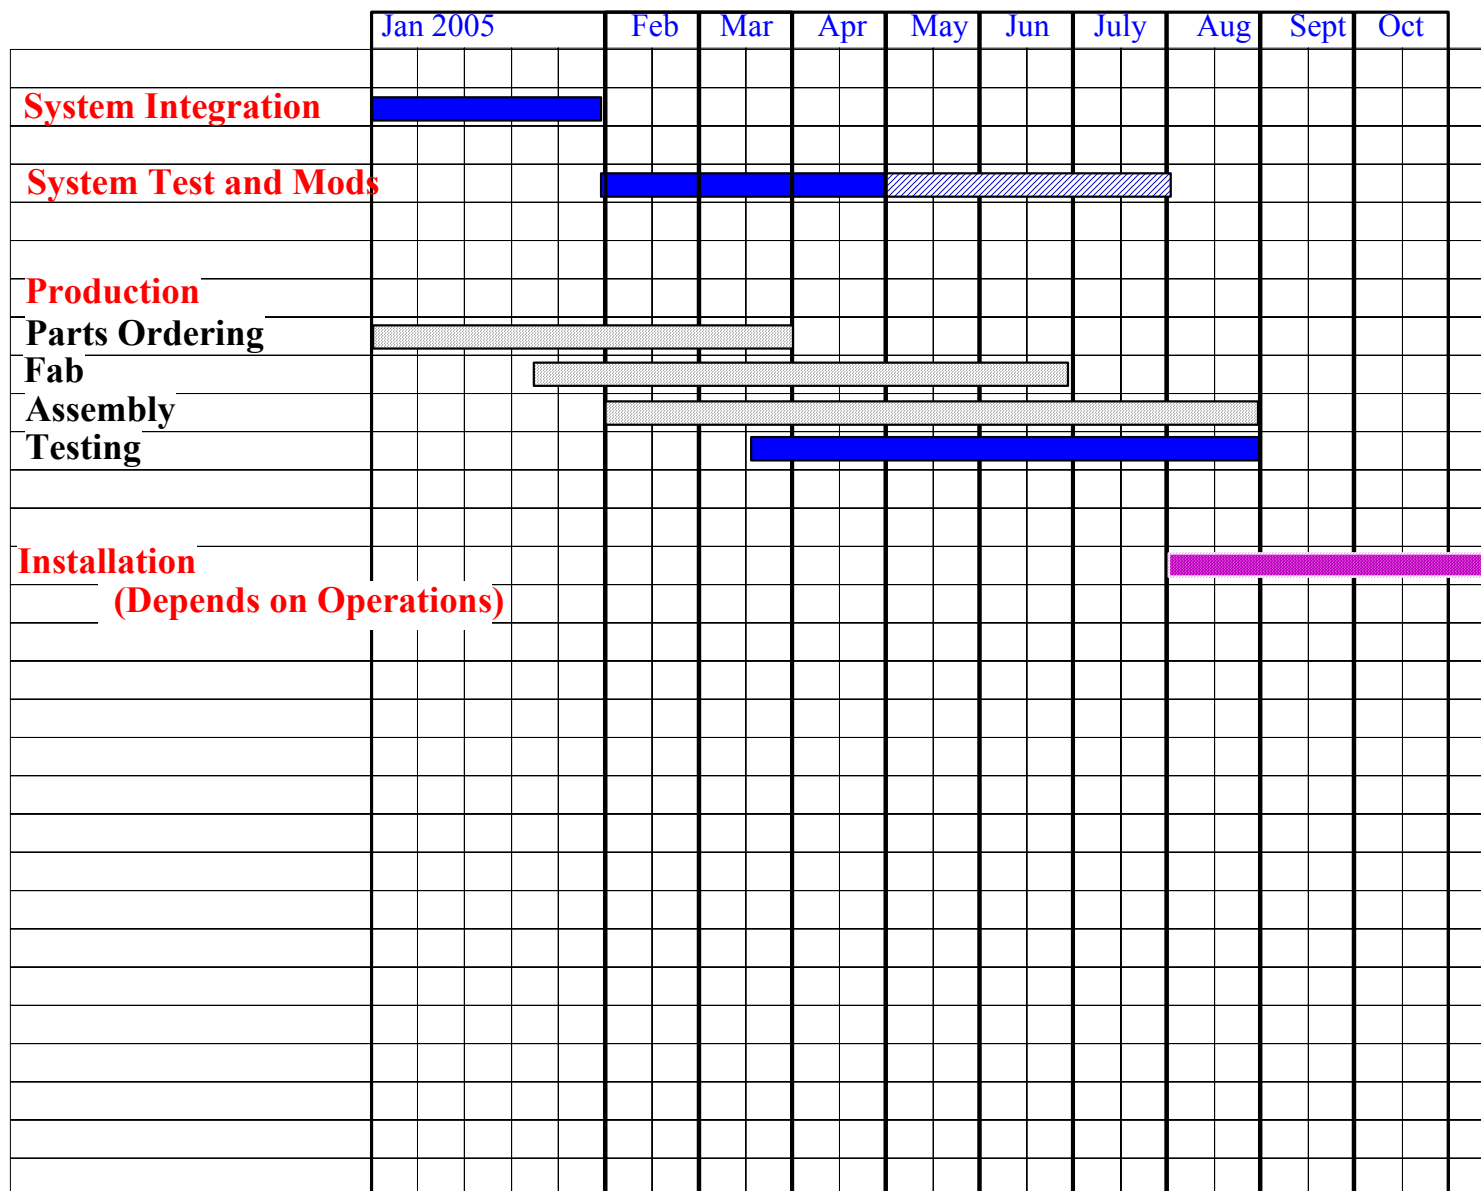 Jan 2005 Feb Mar Apr May Jun July Aug Sept Oct
System Integration
System Test and Mods
Production
Parts Ordering
Fab
Assembly
Testing
Installation
(Depends on Operations)